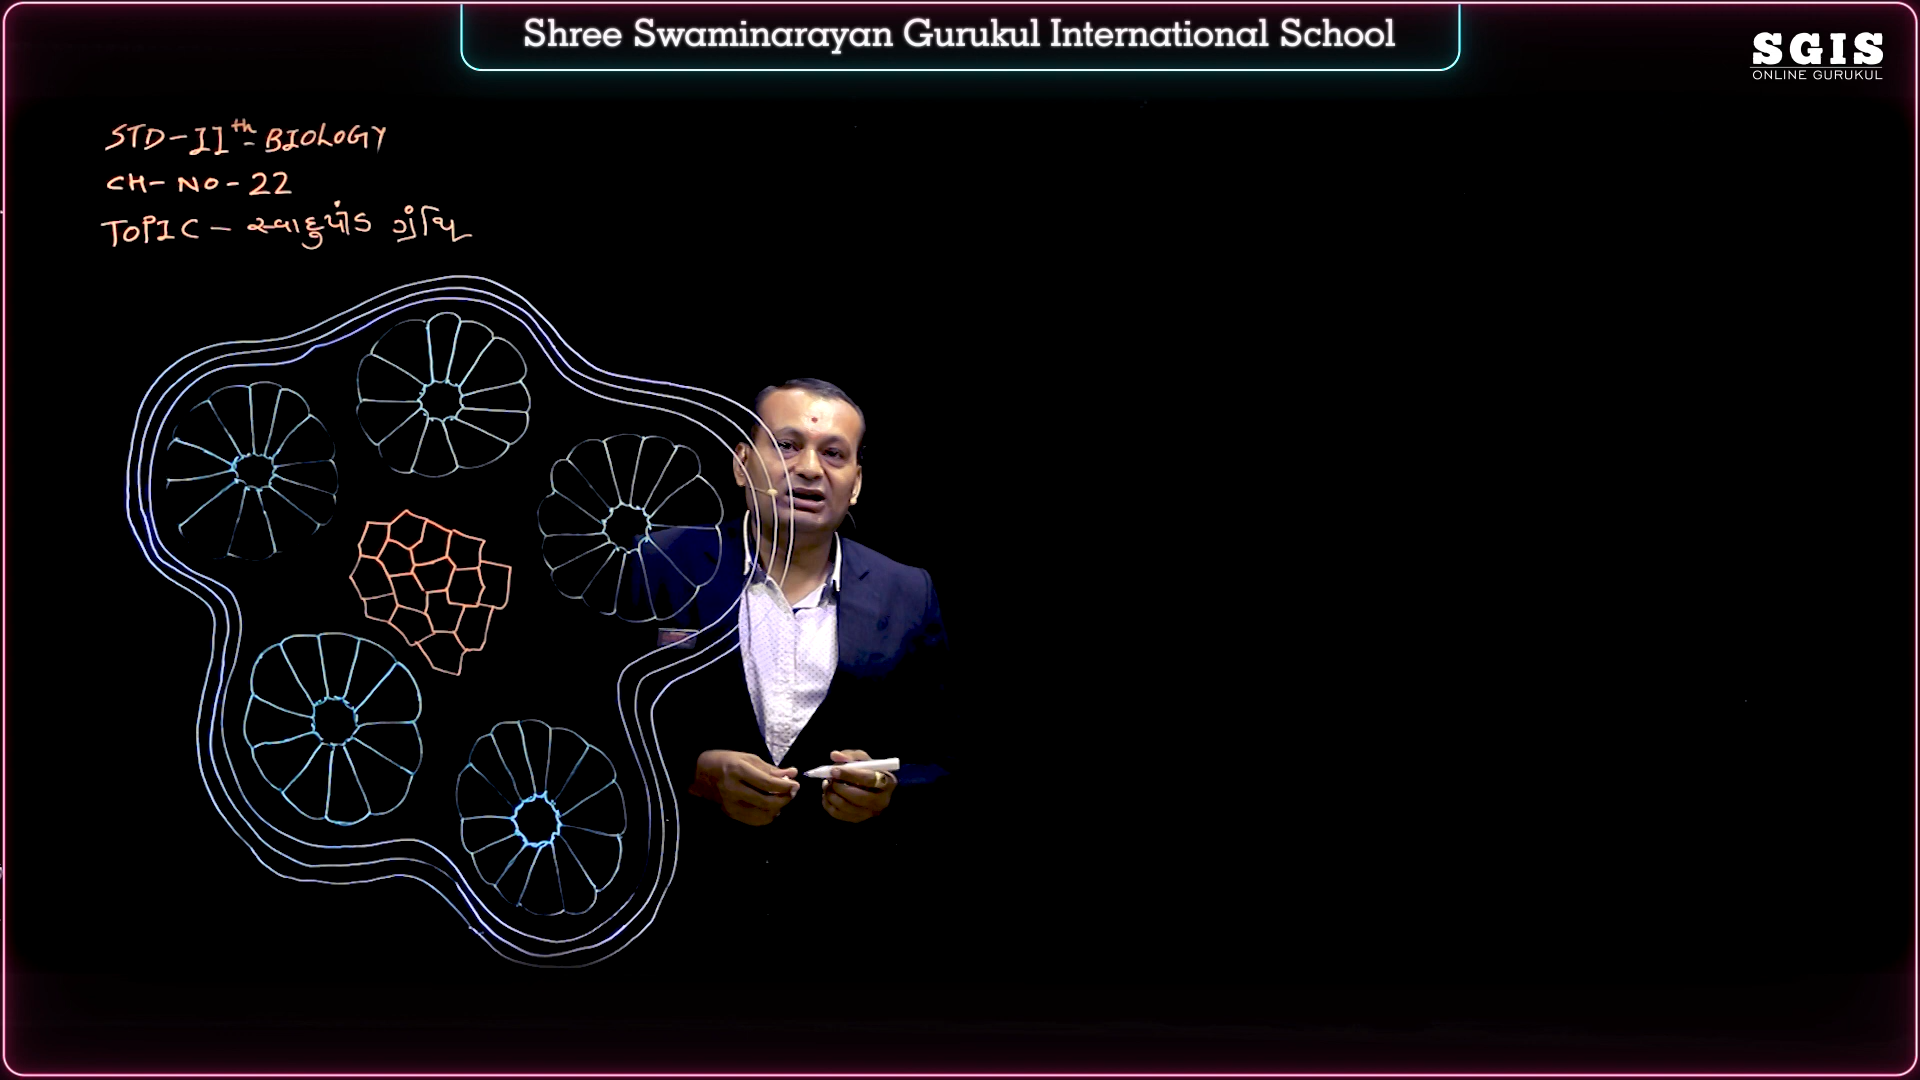 Shree Swaminarayan Gurukul International School
SGIS
ONLINE GURUKUL
STD-11th- BIOLOGY
CH- NO - 22
TOPIC - સ્વાદુપીંડ ગ્રંથિ